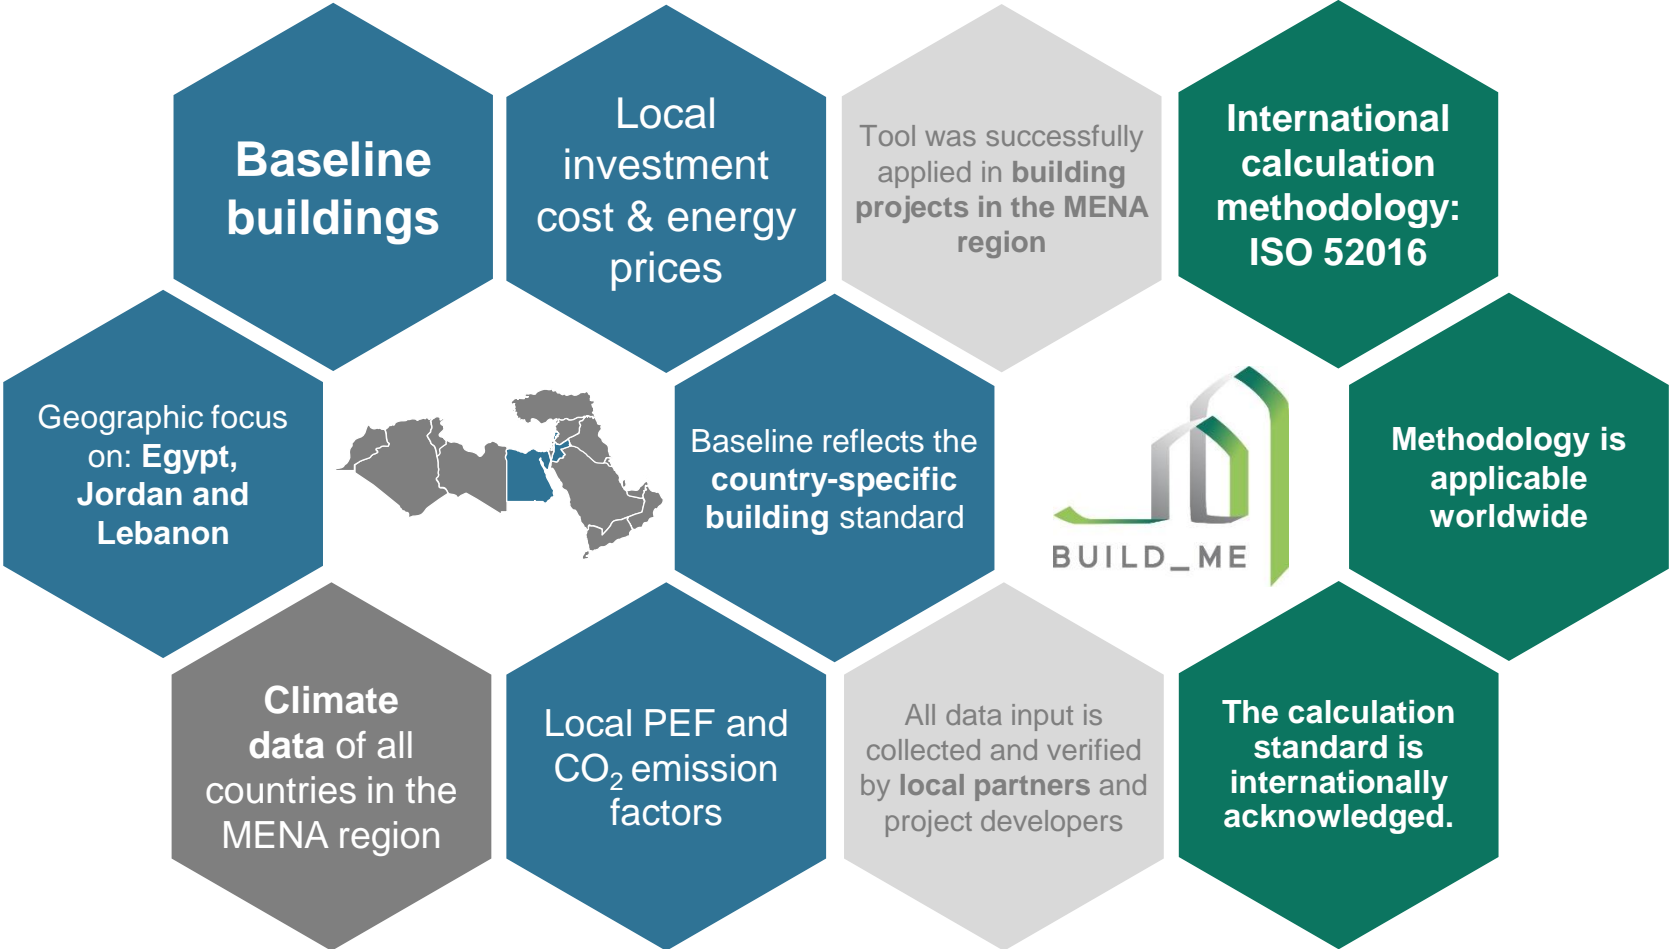 Baseline
buildings
Local
investment
cost & energy
prices
Tool was successfully
applied in building
projects in the MENA
region
International
calculation
methodology:
ISO 52016
Geographic focus
on: Egypt,
Jordan and
Lebanon
Baseline reflects the
country-specific
building standard
BUILD_ME
Methodology is
applicable
worldwide
Climate
data of all
countries in the
MENA region
Local PEF and
CO₂ emission
factors
All data input is
collected and verified
by local partners and
project developers
The calculation
standard is
internationally
acknowledged.